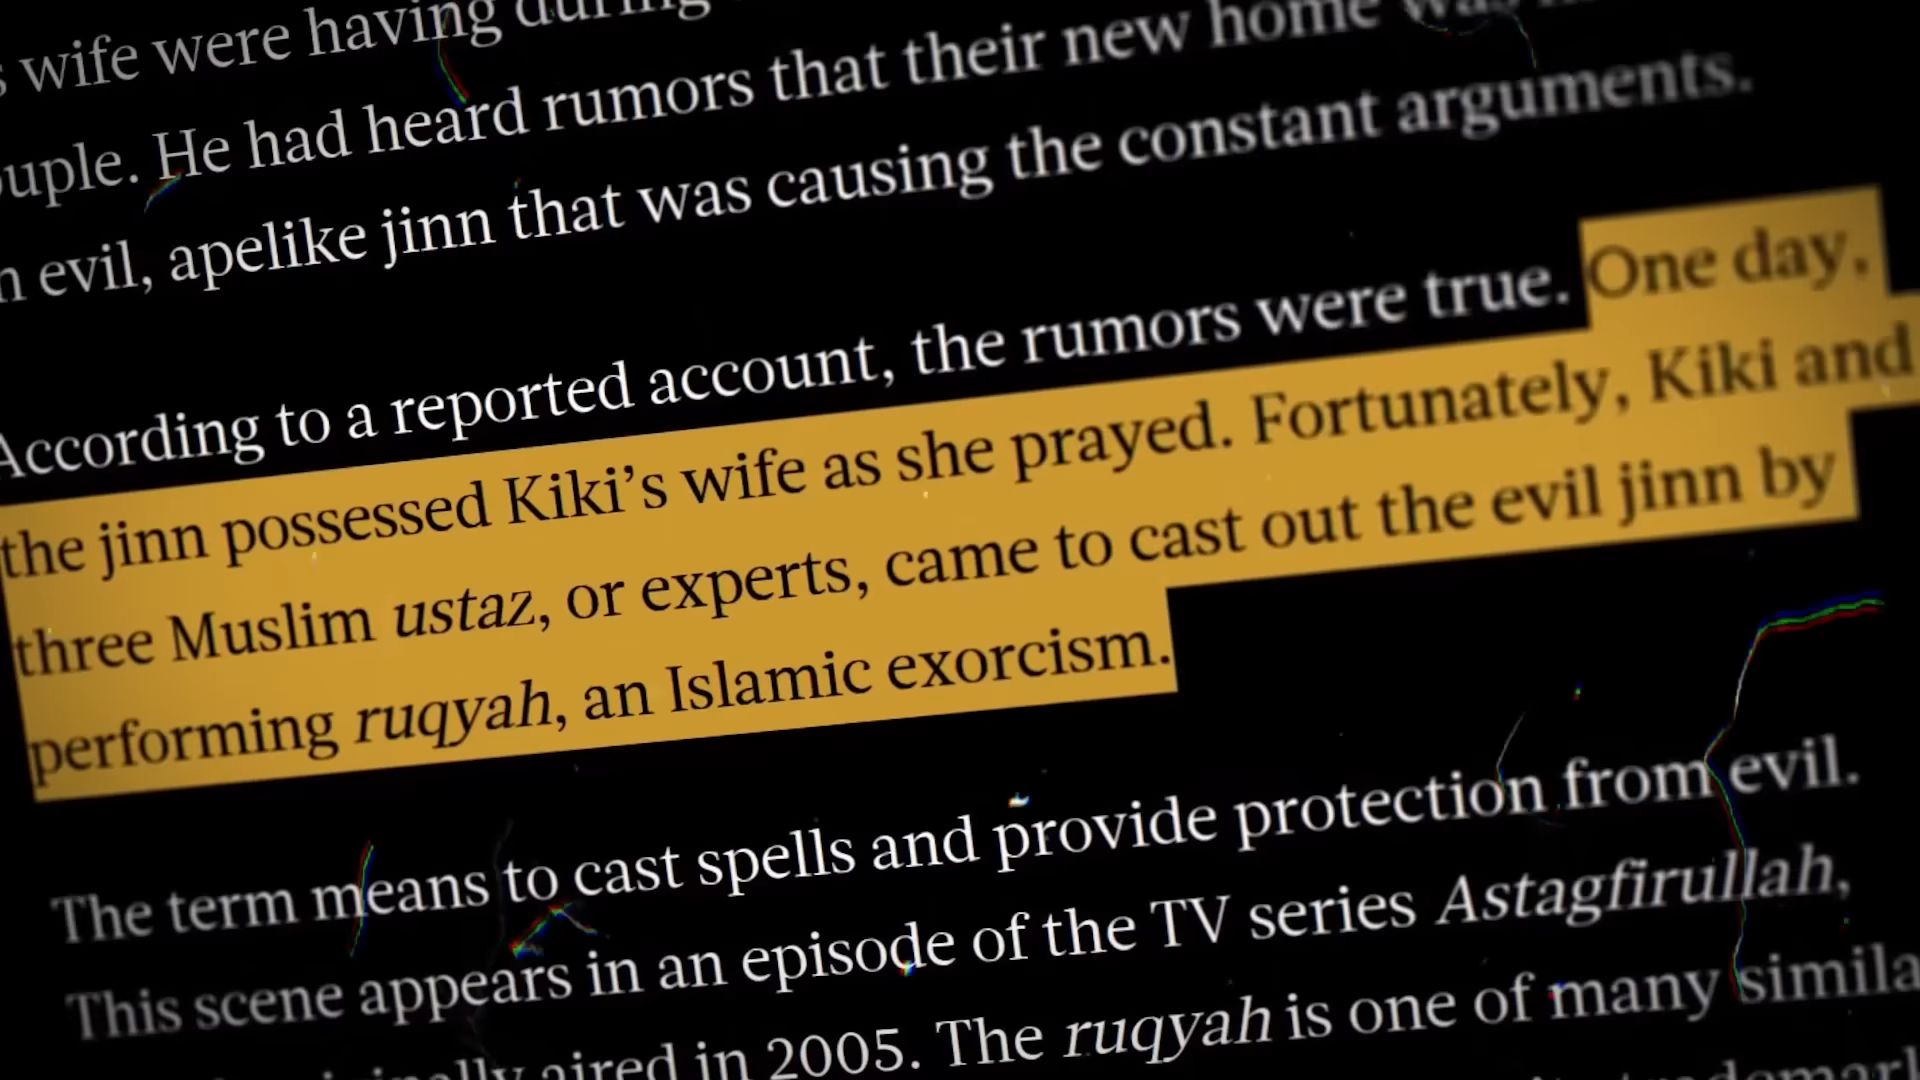 wife were having during
He had heard rumors that their new home was
evil, apelike jinn that was causing the constant arguments.
According to a reported account, the rumors were true. One day,
the jinn possessed Kiki's wife as she prayed. Fortunately, Kiki and
three Muslim ustaz, or experts, came to cast out the evil jinn by
performing ruqyah, an Islamic exorcism.
The term means to cast spells and provide protection from evil.
This scene appears in an episode of the TV series Astagfirullah,
aired in 2005. The ruqyah is one of many